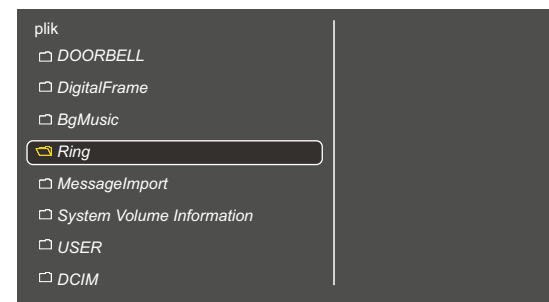 plik
DOORBELL
DigitalFrame
BgMusic
Ring
MessageImport
System Volume Information
USER
DCIM